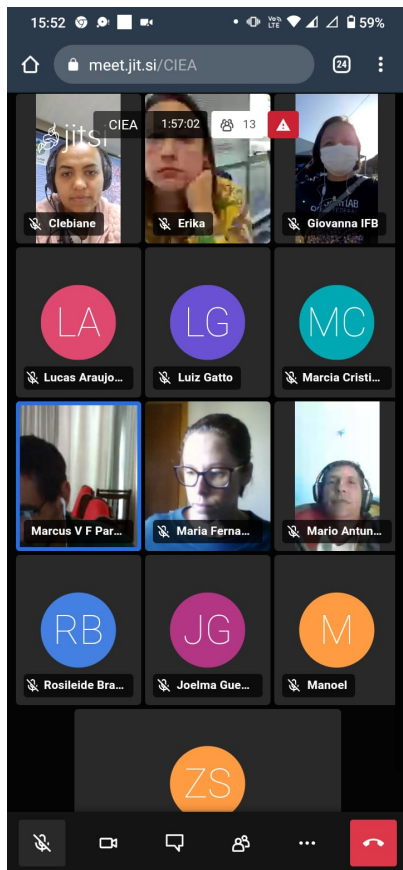 15:52
VoD LTE
59%
meet.jit.si/CIEA
24
jitsi
CIEA
1:57:02
13
Clebiane
Erika
Giovanna IFB
LA
LG
MC
Lucas Araujo...
Luiz Gatto
Marcia Cristi...
Marcus V F Par...
Maria Ferna...
Mario Antun...
RB
JG
M
Rosileide Bra...
Joelma Gue...
Manoel
ZS